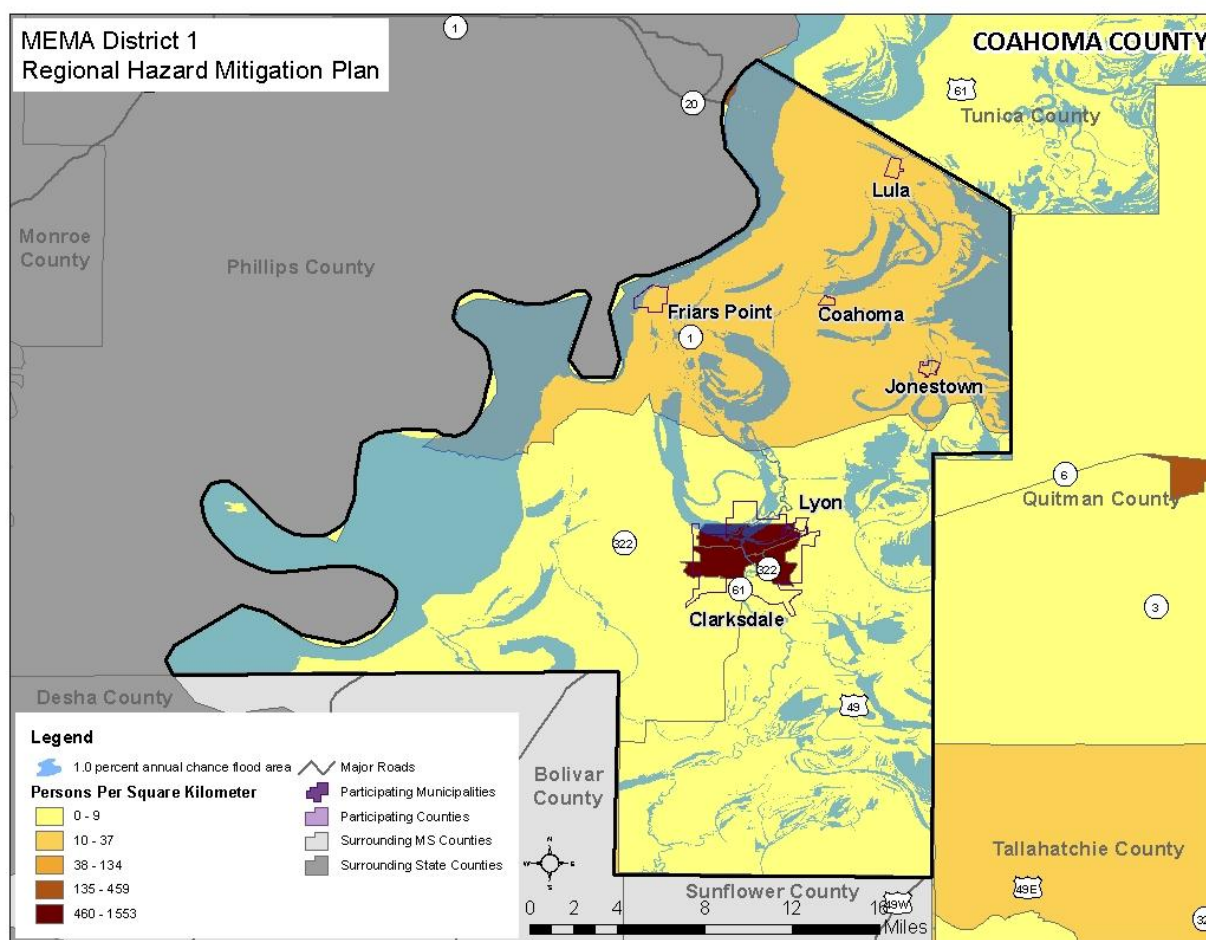 MEMA District 1
Regional Hazard Mitigation Plan
COAHOMA COUNTY
1
20
61
Tunica County
Lula
Monroe
County
Phillips County
Friars Point
Coahoma
1
Jonestown
6
Quitman County
Lyon
322
322
61
3
Clarksdale
Desha County
49
Legend
1.0 percent annual chance flood area
Persons Per Square Kilometer
0 - 9
10 - 37
38 - 134
135 - 459
460 - 1553
Major Roads
Participating Municipalities
Participating Counties
Surrounding MS Counties
Surrounding State Counties
Bolivar
County
N
W
E
S
Tallahatchie County
Sunflower County
49E
49W
32
0 2 4 8 12 16
Miles